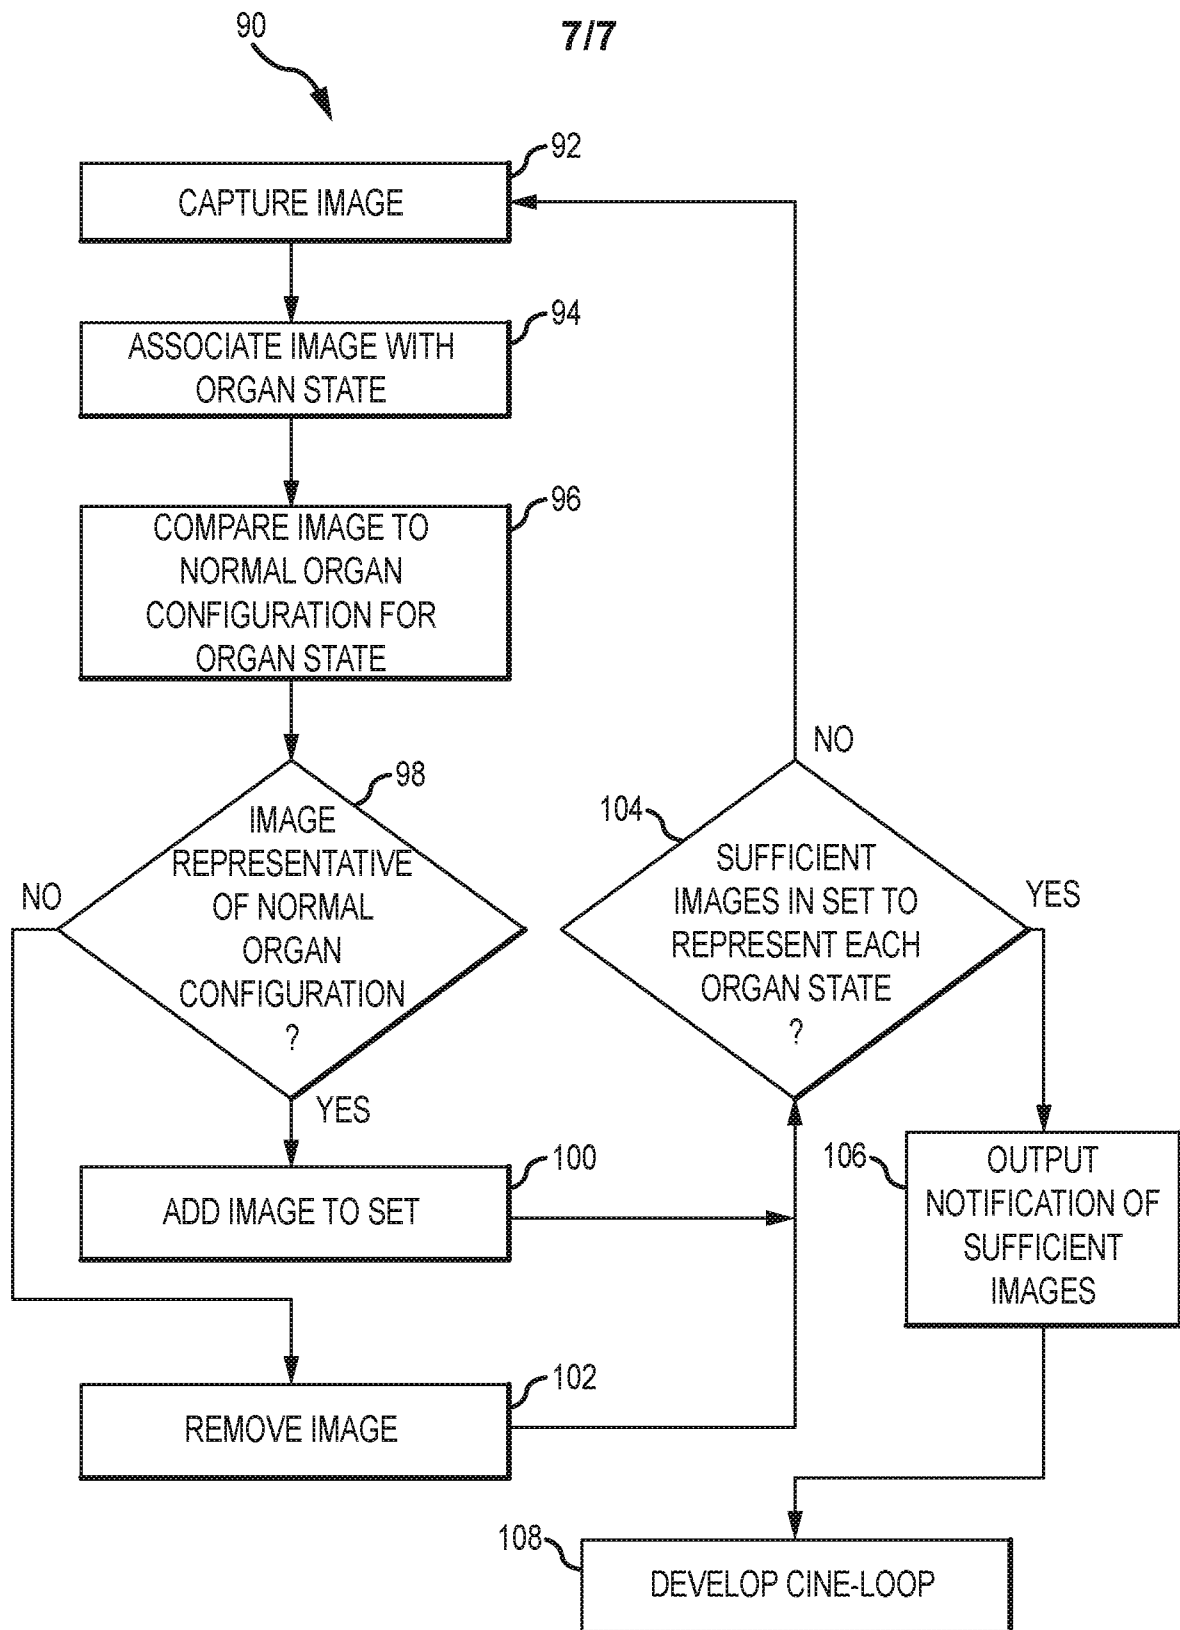 90
7/7
92
CAPTURE IMAGE
94
ASSOCIATE IMAGE WITH
ORGAN STATE
96
COMPARE IMAGE TO
NORMAL ORGAN
CONFIGURATION FOR
ORGAN STATE
98
IMAGE
REPRESENTATIVE
OF NORMAL
ORGAN
CONFIGURATION
?
NO
YES
100
ADD IMAGE TO SET
102
REMOVE IMAGE
104
SUFFICIENT
IMAGES IN SET TO
REPRESENT EACH
ORGAN STATE
?
NO
YES
106
OUTPUT
NOTIFICATION OF
SUFFICIENT
IMAGES
108
DEVELOP CINE-LOOP